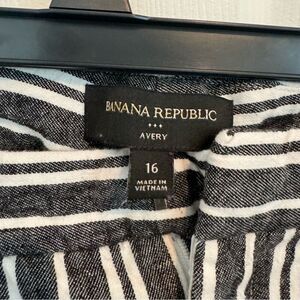 BANANA REPUBLIC
AVERY
16
MADE IN
VIETNAM